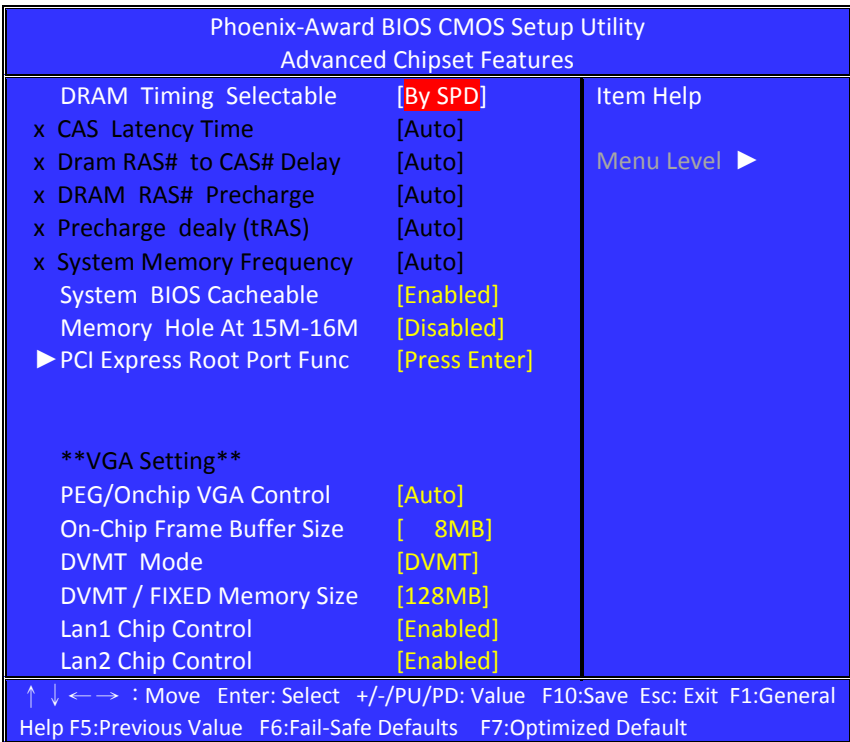 Phoenix-Award BIOS CMOS Setup Utility
Advanced Chipset Features
DRAM Timing Selectable [By SPD] Item Help
x CAS Latency Time [Auto]
x Dram RAS# to CAS# Delay [Auto] Menu Level ►
x DRAM RAS# Precharge [Auto]
x Precharge dealy (tRAS) [Auto]
x System Memory Frequency [Auto]
System BIOS Cacheable [Enabled]
Memory Hole At 15M-16M [Disabled]
►PCI Express Root Port Func [Press Enter]
**VGA Setting**
PEG/Onchip VGA Control [Auto]
On-Chip Frame Buffer Size [ 8MB]
DVMT Mode [DVMT]
DVMT / FIXED Memory Size [128MB]
Lan1 Chip Control [Enabled]
Lan2 Chip Control [Enabled]
↑↓←→：Move Enter: Select +/-/PU/PD: Value F10:Save Esc: Exit F1:General
Help F5:Previous Value F6:Fail-Safe Defaults F7:Optimized Default